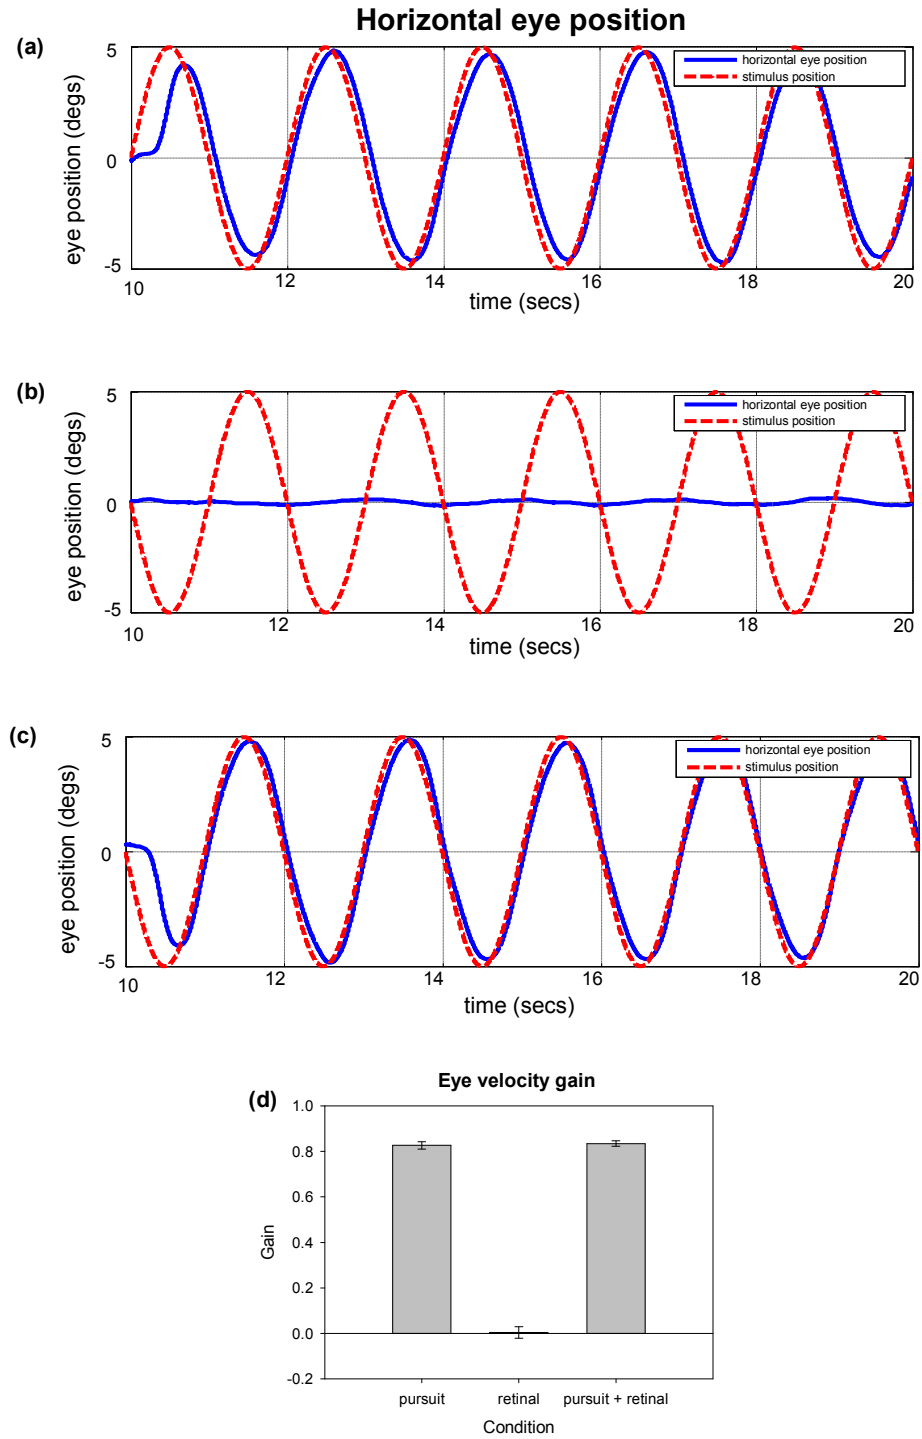 Horizontal eye position
(a)
5
0
-5
eye position (degs)
horizontal eye position
stimulus position
10
12
14
16
18
20
time (secs)
(b)
5
0
-5
eye position (degs)
horizontal eye position
stimulus position
10
12
14
16
18
20
time (secs)
(c)
5
0
-5
eye position (degs)
horizontal eye position
stimulus position
10
12
14
16
18
20
time (secs)
Eye velocity gain
(d)
1.0
0.8
0.6
0.4
0.2
0.0
-0.2
Gain
pursuit
retinal
pursuit + retinal
Condition